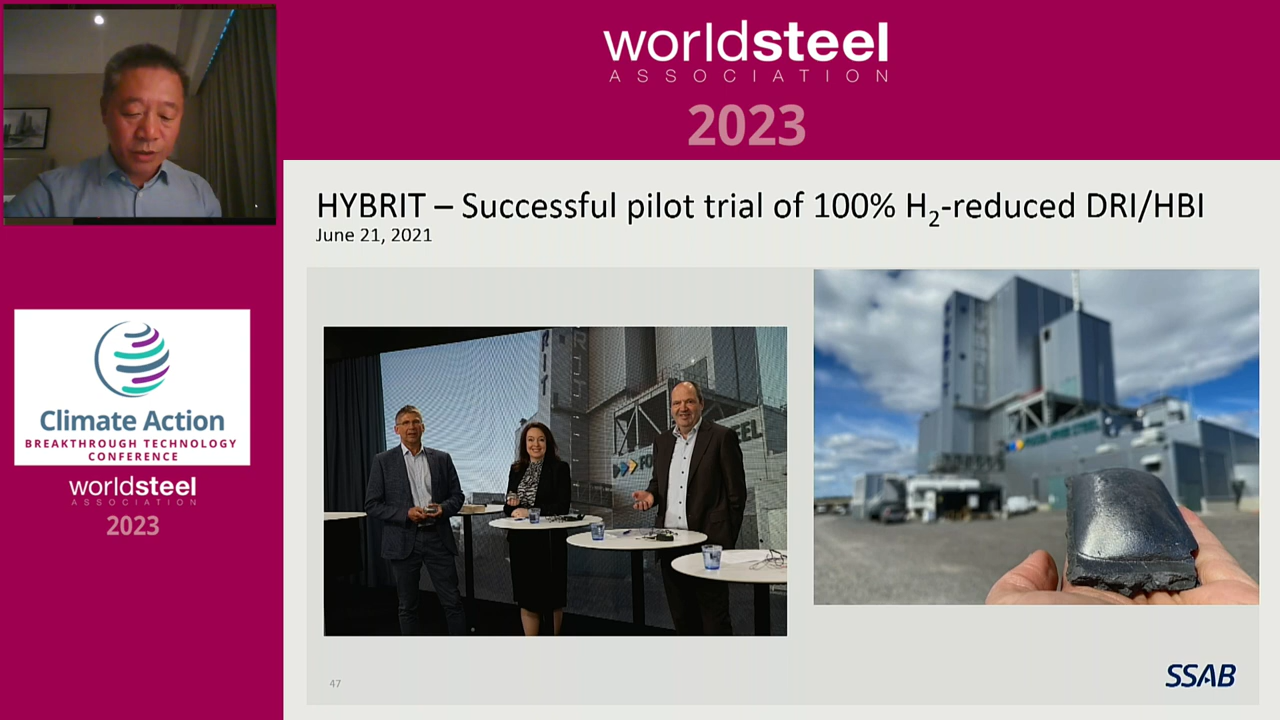 worldsteel
ASSOCIATION
2023
HYBRIT – Successful pilot trial of 100% H₂-reduced DRI/HBI
June 21, 2021
Climate Action
BREAKTHROUGH TECHNOLOGY
CONFERENCE
worldsteel
ASSOCIATION
2023
47
SSAB